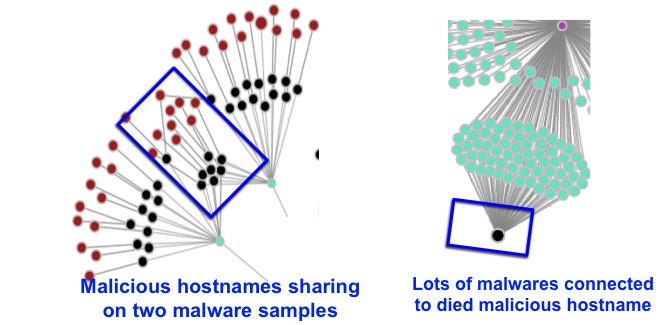 Malicious hostnames sharing
on two malware samples
Lots of malwares connected
to died malicious hostname